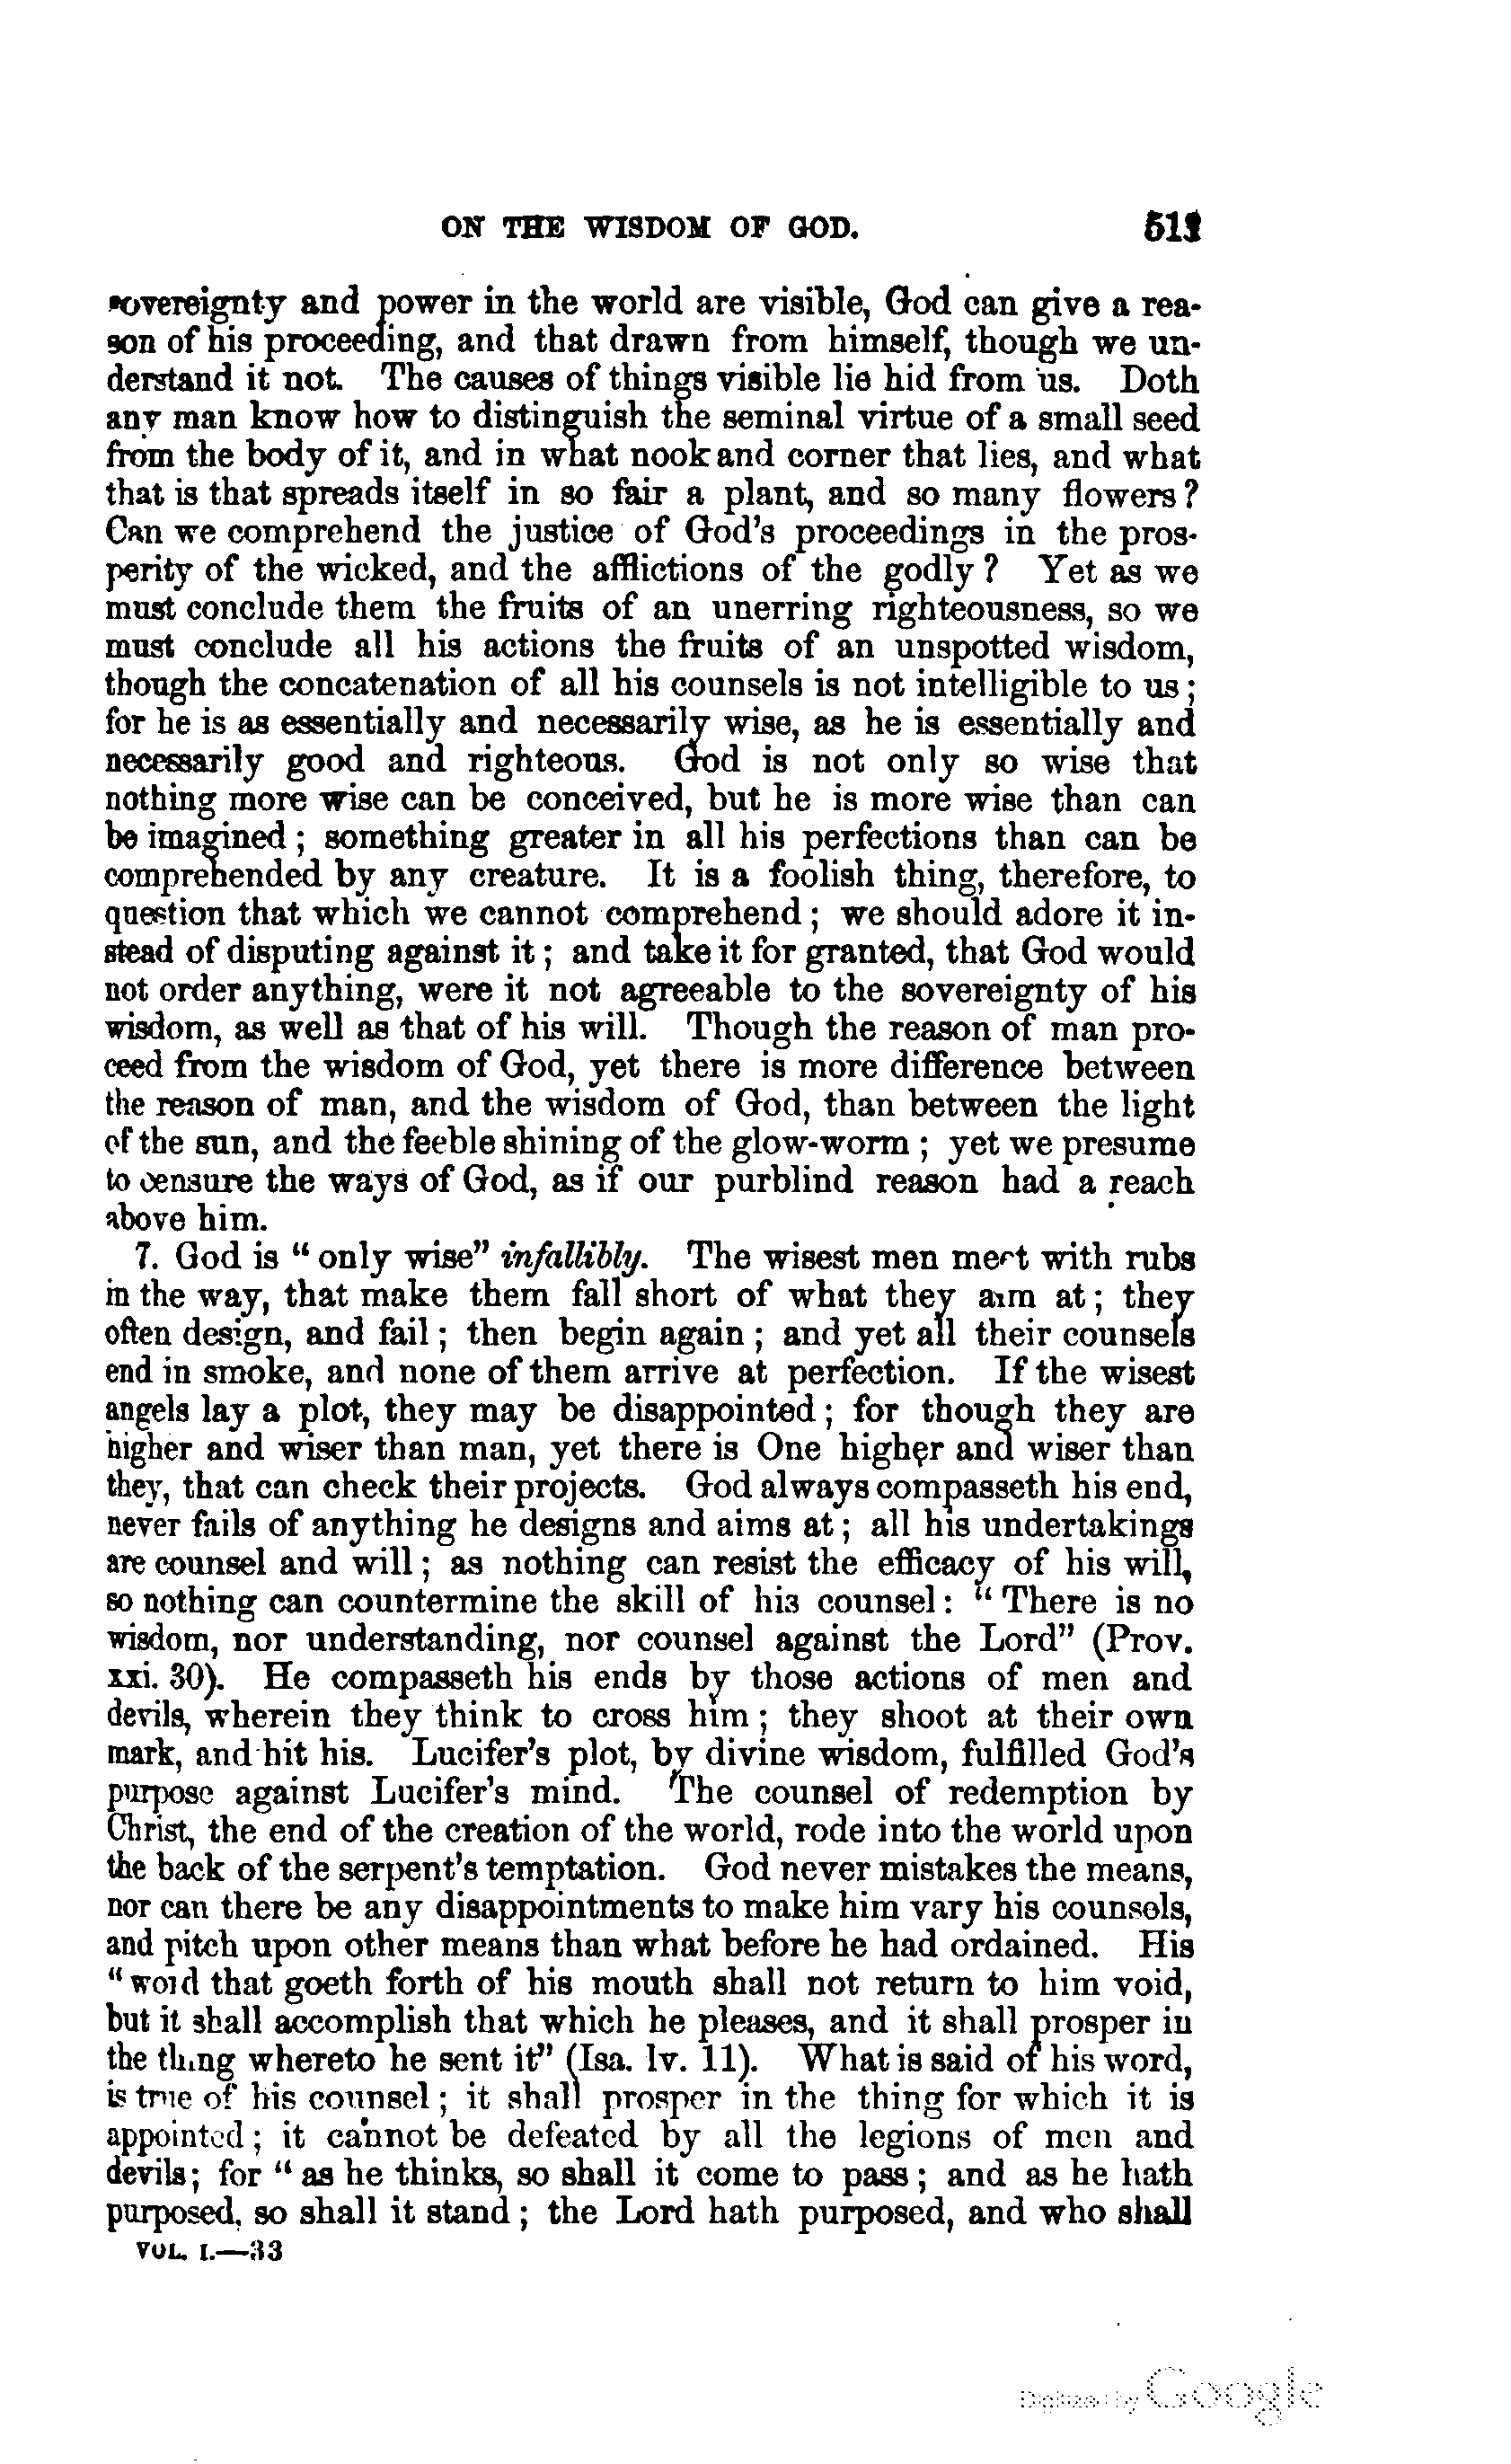 ON THE WISDOM OF GOD. 513
sovereignty and power in the world are visible, God can give a rea-
son of his proceeding, and that drawn from himself, though we un-
derstand it not. The causes of things visible lie hid from us. Doth
any man know how to distinguish the seminal virtue of a small seed
from the body of it, and in what nook and corner that lies, and what
that is that spreads itself in so fair a plant, and so many flowers?
Can we comprehend the justice of God's proceedings in the pros-
perity of the wicked, and the afflictions of the godly? Yet as we
must conclude them the fruits of an unerring righteousness, so we
must conclude all his actions the fruits of an unspotted wisdom,
though the concatenation of all his counsels is not intelligible to us;
for he is as essentially and necessarily wise, as he is essentially and
necessarily good and righteous. God is not only so wise that
nothing more wise can be conceived, but he is more wise than can
be imagined; something greater in all his perfections than can be
comprehended by any creature. It is a foolish thing, therefore, to
question that which we cannot comprehend; we should adore it in-
stead of disputing against it; and take it for granted, that God would
not order anything, were it not agreeable to the sovereignty of his
wisdom, as well as that of his will. Though the reason of man pro-
ceed from the wisdom of God, yet there is more difference between
the reason of man, and the wisdom of God, than between the light
of the sun, and the feeble shining of the glow-worm; yet we presume
to censure the ways of God, as if our purblind reason had a reach
above him.
7. God is "only wise" infallibly. The wisest men meet with rubs
in the way, that make them fall short of what they aim at; they
often design, and fail; then begin again; and yet all their counsels
end in smoke, and none of them arrive at perfection. If the wisest
angels lay a plot, they may be disappointed; for though they are
higher and wiser than man, yet there is One higher and wiser than
they, that can check their projects. God always compasseth his end,
never fails of anything he designs and aims at; all his undertakings
are counsel and will; as nothing can resist the efficacy of his will,
so nothing can countermine the skill of his counsel: "There is no
wisdom, nor understanding, nor counsel against the Lord" (Prov.
xxi. 30). He compasseth his ends by those actions of men and
devils, wherein they think to cross him; they shoot at their own
mark, and hit his. Lucifer's plot, by divine wisdom, fulfilled God's
purpose against Lucifer's mind. The counsel of redemption by
Christ, the end of the creation of the world, rode into the world upon
the back of the serpent's temptation. God never mistakes the means,
nor can there be any disappointments to make him vary his counsels,
and pitch upon other means than what before he had ordained. His
"word that goeth forth of his mouth shall not return to him void,
but it shall accomplish that which he pleases, and it shall prosper in
the thing whereto he sent it" (Isa. lv. 11). What is said of his word,
is true of his counsel; it shall prosper in the thing for which it is
appointed; it cannot be defeated by all the legions of men and
devils; for "as he thinks, so shall it come to pass; and as he hath
purposed, so shall it stand; the Lord hath purposed, and who shall
VOL. I.—33
Digitized by Google